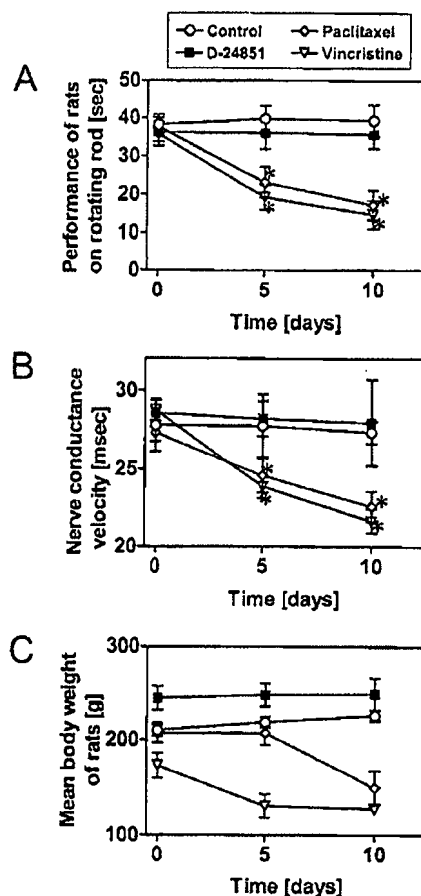 Control Paclitaxel
D-24851 Vincristine
A
Performance of rats
on rotating rod [sec]
50
40
30
20
10
0
* *
* *
0 5 10
Time [days]
B
Nerve conductance
velocity [msec]
30
25
20
* *
* *
0 5 10
Time [days]
C
Mean body weight
of rats [g]
300
200
100
0 5 10
Time [days]